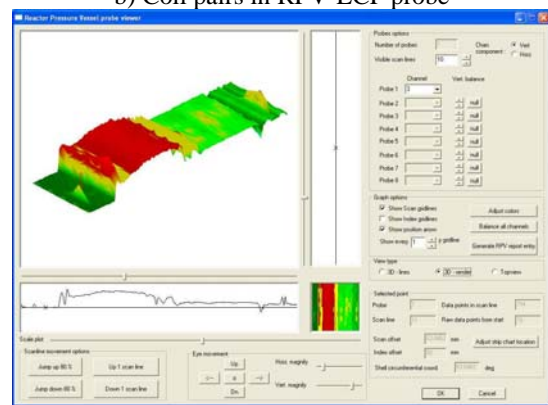 b) Coil pairs in RPV ECP probe
Reactor Pressure Vessel probe viewer
Probes options
Number of probes
Chan component: Vert
Horz
Visible scan lines 50
Channel Vert. balance
Probe 1 3
Probe 2 null
Probe 3 null
Probe 4 null
Probe 5 null
Probe 6 null
Probe 7 null
Probe 8 null
Graph options
Show Scan gridlines
Show Index gridlines
Show position arrow
Show every 1 y-gridline
Adjust colors
Balance all channels
Generate RPV report entry
View type
3D - lines 3D - render Topview
Selected point
Probe Data points in scan line
Scan line Raw data points from start
Scan offset mm
Index offset mm
Adjust strip chart location
Shell circumferential coord. deg
Scale plot
Scanline movement options
Jump up 80 % Up 1 scan line
Jump down 80 % Down 1 scan line
Eye movement
Up
<-- o -->
Dn
Horz. magnify
Vert. magnify
OK Cancel